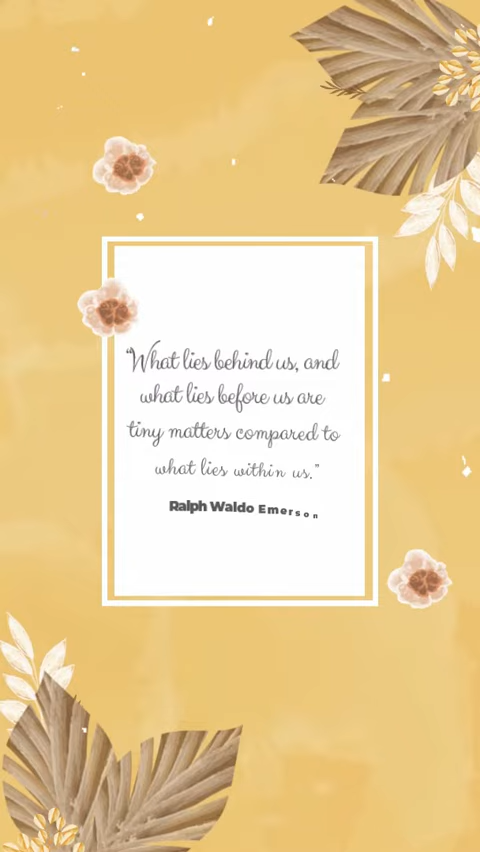 "What lies behind us, and
what lies before us are
tiny matters compared to
what lies within us."
Ralph Waldo Emerson